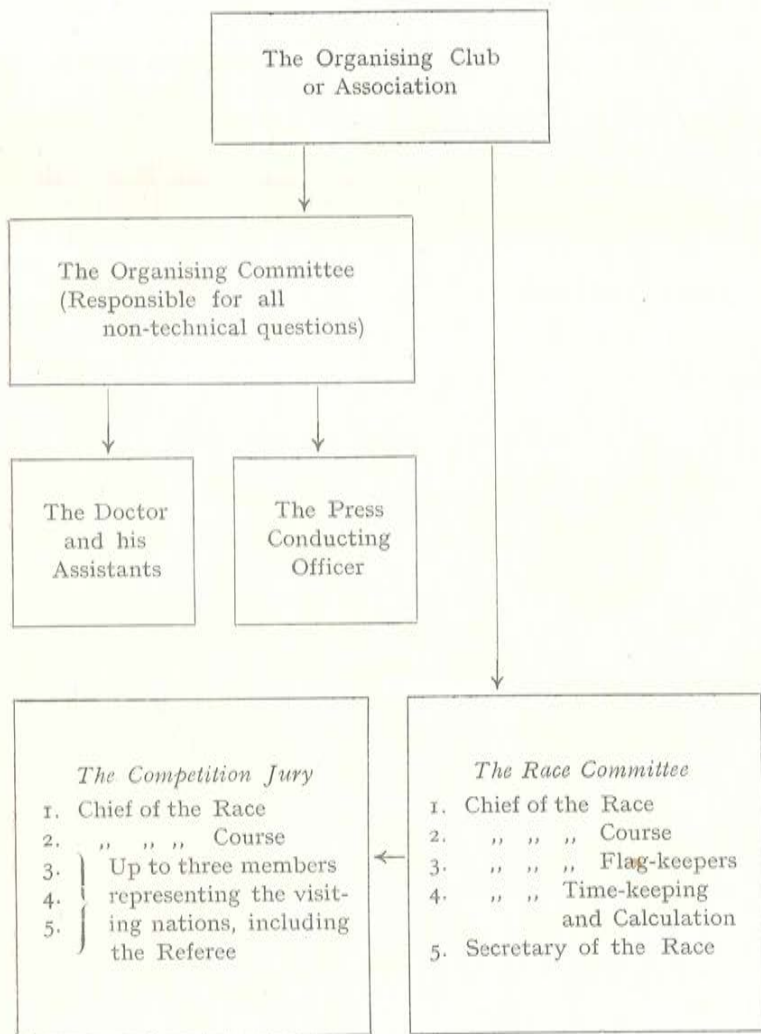 The Organising Club
or Association
The Organising Committee
(Responsible for all
non-technical questions)
The Doctor
and his
Assistants
The Press
Conducting
Officer
The Competition Jury
1. Chief of the Race
2. „ „ „ Course
3. } Up to three members
4. representing the visit-
5. ing nations, including
the Referee
The Race Committee
1. Chief of the Race
2. „ „ „ Course
3. „ „ „ Flag-keepers
4. „ „ Time-keeping
and Calculation
5. Secretary of the Race